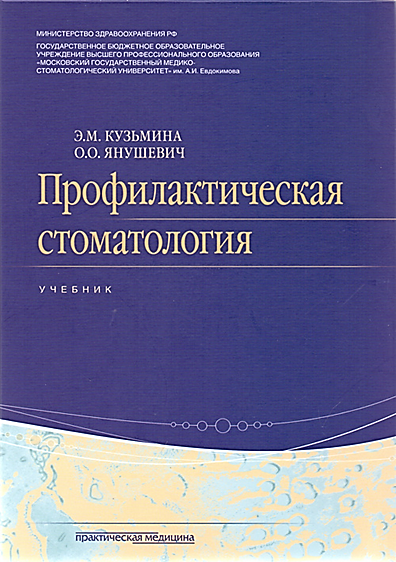 МИНИСТЕРСТВО ЗДРАВООХРАНЕНИЯ РФ
ГОСУДАРСТВЕННОЕ БЮДЖЕТНОЕ ОБРАЗОВАТЕЛЬНОЕ
УЧРЕЖДЕНИЕ ВЫСШЕГО ПРОФЕССИОНАЛЬНОГО ОБРАЗОВАНИЯ
«МОСКОВСКИЙ ГОСУДАРСТВЕННЫЙ МЕДИКО-
СТОМАТОЛОГИЧЕСКИЙ УНИВЕРСИТЕТ» им. А.И. Евдокимова
Э.М. КУЗЬМИНА
О.О. ЯНУШЕВИЧ
Профилактическая
стоматология
УЧЕБНИК
практическая медицина